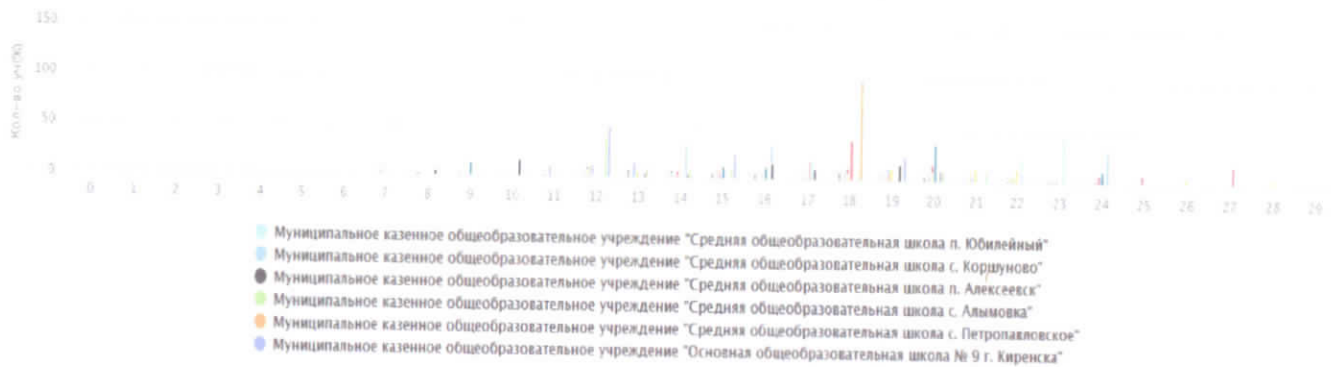 150
100
50
0
Кол-во уч(%)
0 1 2 3 4 5 6 7 8 9 10 11 12 13 14 15 16 17 18 19 20 21 22 23 24 25 26 27 28 29
Муниципальное казенное общеобразовательное учреждение "Средняя общеобразовательная школа п. Юбилейный"
Муниципальное казенное общеобразовательное учреждение "Средняя общеобразовательная школа с. Коршуново"
Муниципальное казенное общеобразовательное учреждение "Средняя общеобразовательная школа п. Алексеевск"
Муниципальное казенное общеобразовательное учреждение "Средняя общеобразовательная школа с. Алымовка"
Муниципальное казенное общеобразовательное учреждение "Средняя общеобразовательная школа с. Петропавловское"
Муниципальное казенное общеобразовательное учреждение "Основная общеобразовательная школа № 9 г. Киренска"